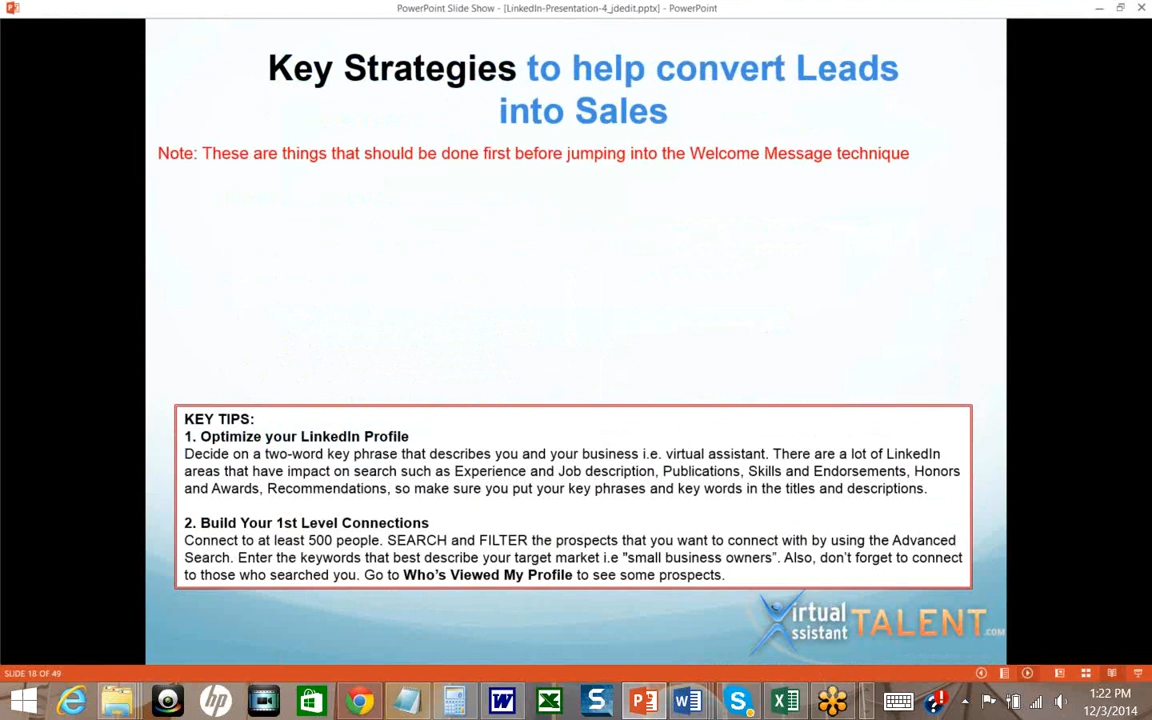 PowerPoint Slide Show - [LinkedIn-Presentation-4_jdedit.pptx] - PowerPoint
Key Strategies to help convert Leads
into Sales
Note: These are things that should be done first before jumping into the Welcome Message technique
KEY TIPS:
1. Optimize your LinkedIn Profile
Decide on a two-word key phrase that describes you and your business i.e. virtual assistant. There are a lot of LinkedIn
areas that have impact on search such as Experience and Job description, Publications, Skills and Endorsements, Honors
and Awards, Recommendations, so make sure you put your key phrases and key words in the titles and descriptions.
2. Build Your 1st Level Connections
Connect to at least 500 people. SEARCH and FILTER the prospects that you want to connect with by using the Advanced
Search. Enter the keywords that best describe your target market i.e "small business owners”. Also, don’t forget to connect
to those who searched you. Go to Who’s Viewed My Profile to see some prospects.
Virtual
Assistant TALENT.COM
SLIDE 18 OF 49
hp
1:22 PM
12/3/2014